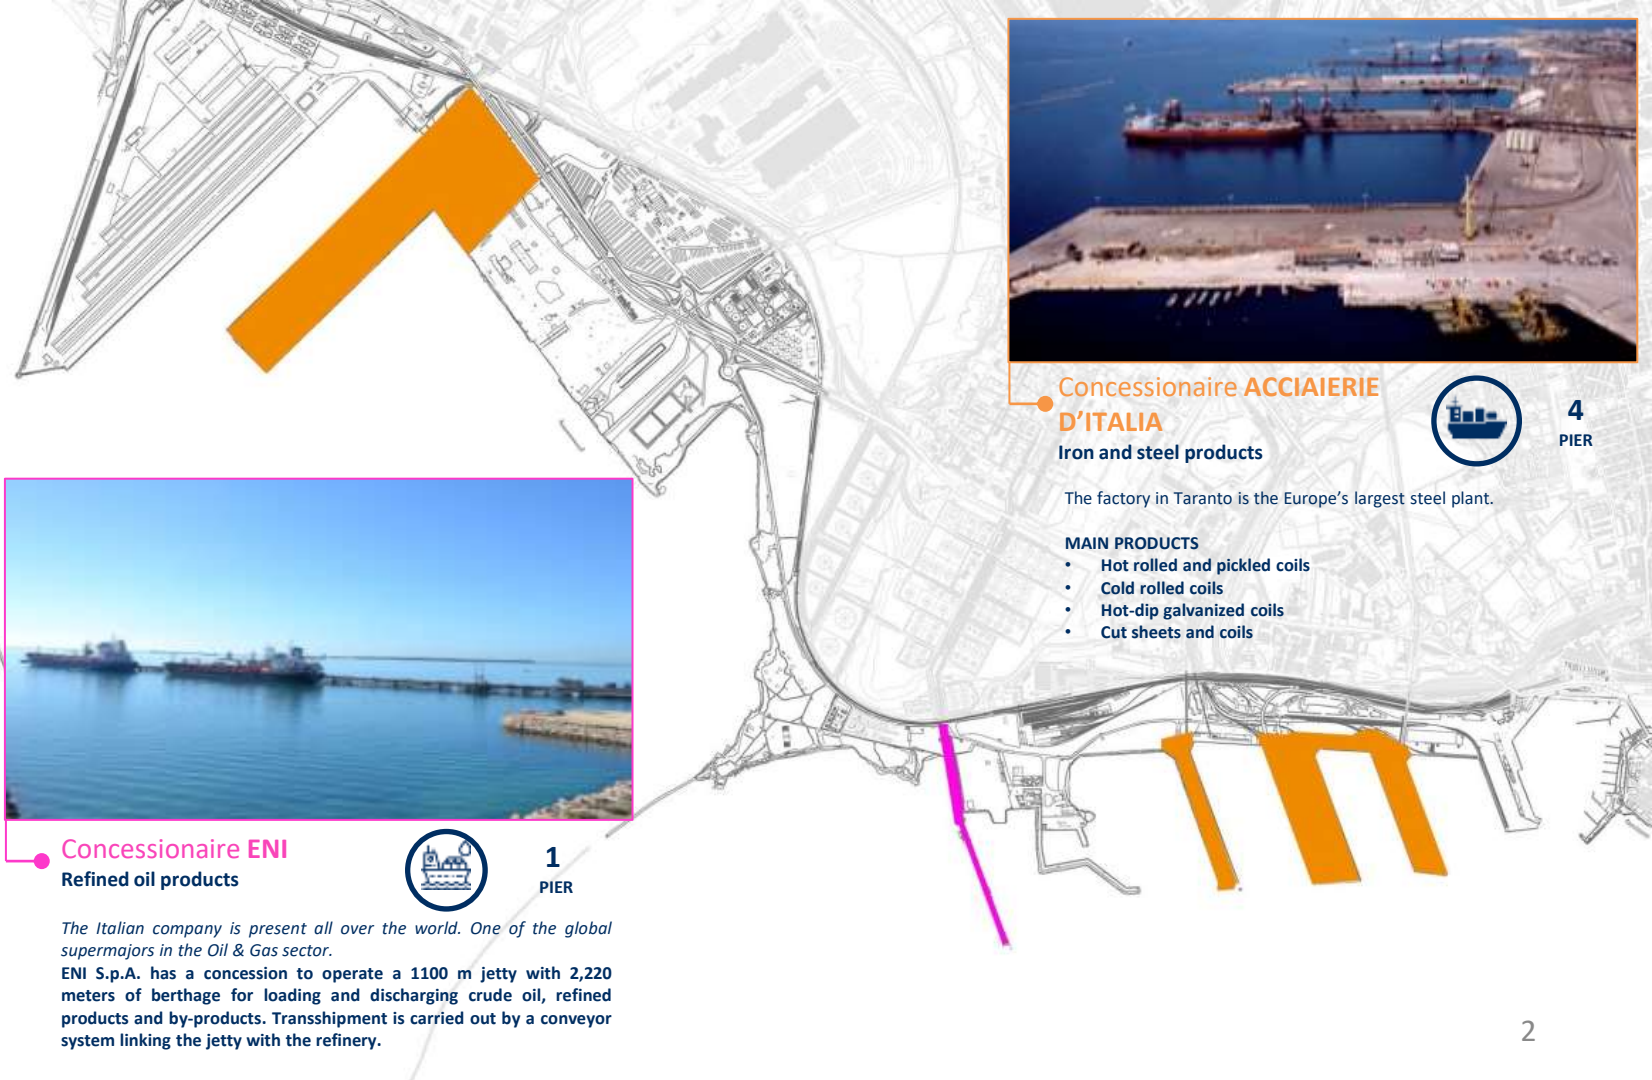 Concessionaire ACCIAIERIE
D’ITALIA
Iron and steel products
4
PIER
The factory in Taranto is the Europe’s largest steel plant.
MAIN PRODUCTS
• Hot rolled and pickled coils
• Cold rolled coils
• Hot-dip galvanized coils
• Cut sheets and coils
Concessionaire ENI
Refined oil products
1
PIER
The Italian company is present all over the world. One of the global
supermajors in the Oil & Gas sector.
ENI S.p.A. has a concession to operate a 1100 m jetty with 2,220
meters of berthage for loading and discharging crude oil, refined
products and by-products. Transshipment is carried out by a conveyor
system linking the jetty with the refinery.
2